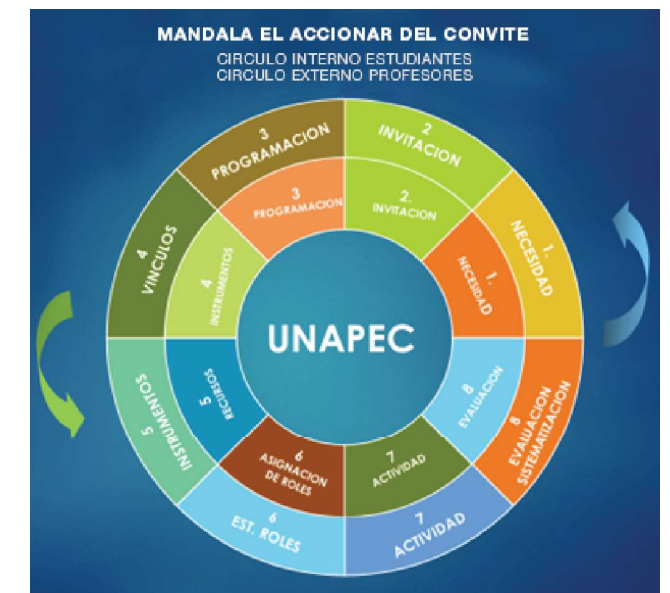 MANDALA EL ACCIONAR DEL CONVITE
CIRCULO INTERNO ESTUDIANTES
CIRCULO EXTERNO PROFESORES
1.
NECESIDAD
2
INVITACION
3
PROGRAMACION
4
VINCULOS
5
INSTRUMENTOS
6
EST. ROLES
7
ACTIVIDAD
8
EVALUACION
SISTEMATIZACION
1.
NECESIDAD
2.
INVITACION
3
PROGRAMACION
4
INSTRUMENTOS
5
RECURSOS
6
ASIGNACION
DE ROLES
7
ACTIVIDAD
8
EVALUACION
UNAPEC